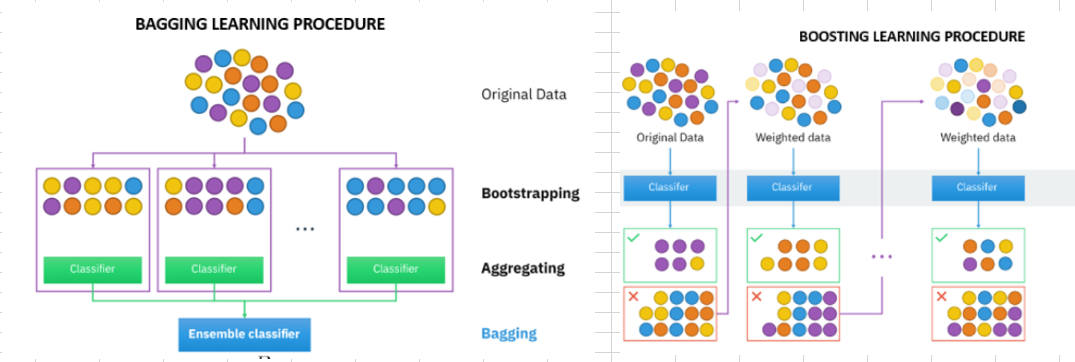 BAGGING LEARNING PROCEDURE
Original Data
Bootstrapping
...
Classifier
Classifier
Classifier
Aggregating
Ensemble classifier
Bagging
BOOSTING LEARNING PROCEDURE
Original Data
Weighted data
Weighted data
Classifer
Classifer
Classifer
...